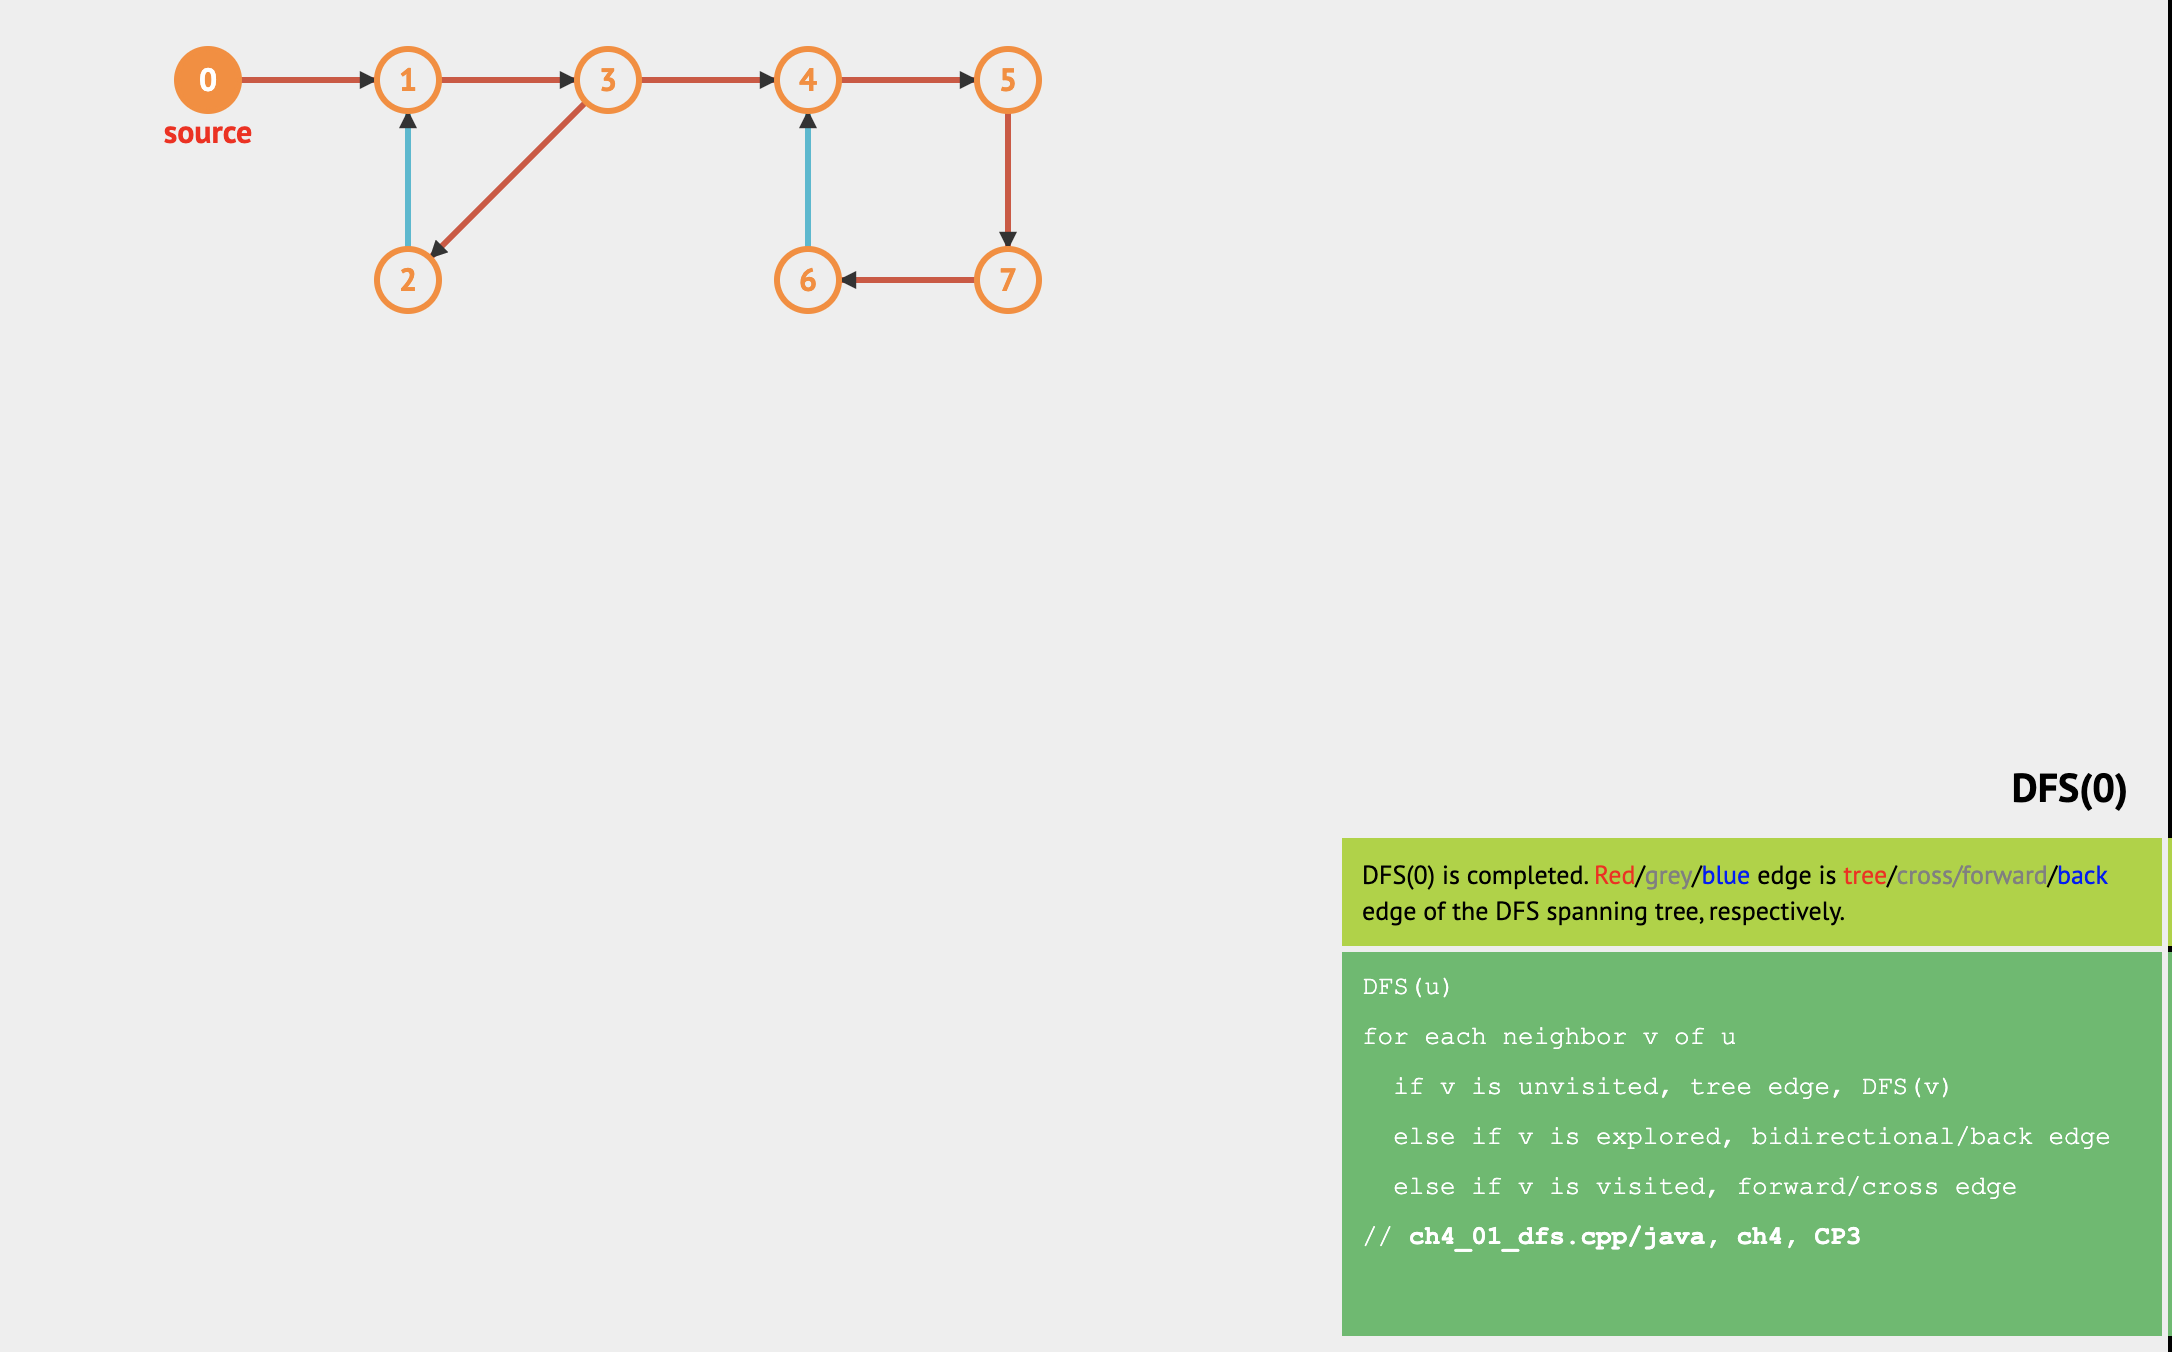 0 1 3 4 5
source
2 6 7
DFS(0)
DFS(0) is completed. Red/grey/blue edge is tree/cross/forward/back
edge of the DFS spanning tree, respectively.
DFS(u)
for each neighbor v of u
if v is unvisited, tree edge, DFS(v)
else if v is explored, bidirectional/back edge
else if v is visited, forward/cross edge
// ch4_01_dfs.cpp/java, ch4, CP3